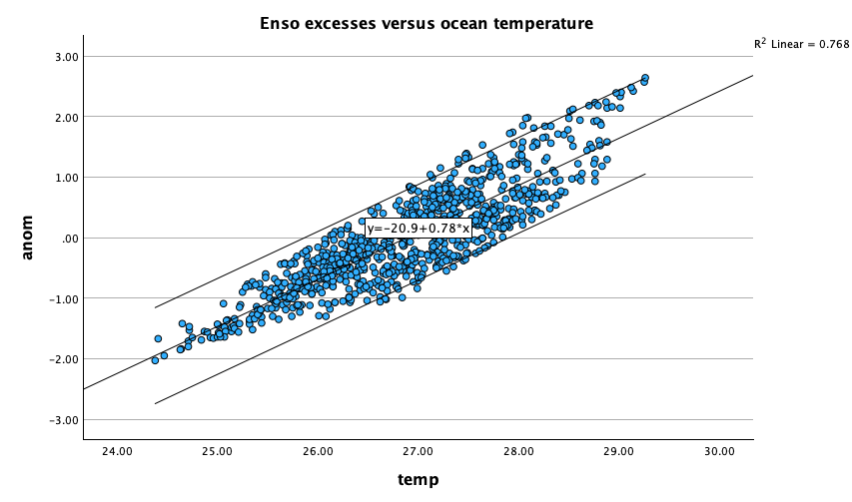 Enso excesses versus ocean temperature
R2 Linear = 0.768
3.00
2.00
1.00
.00
-1.00
-2.00
-3.00
anom
y=-20.9+0.78*x
24.00 25.00 26.00 27.00 28.00 29.00 30.00
temp